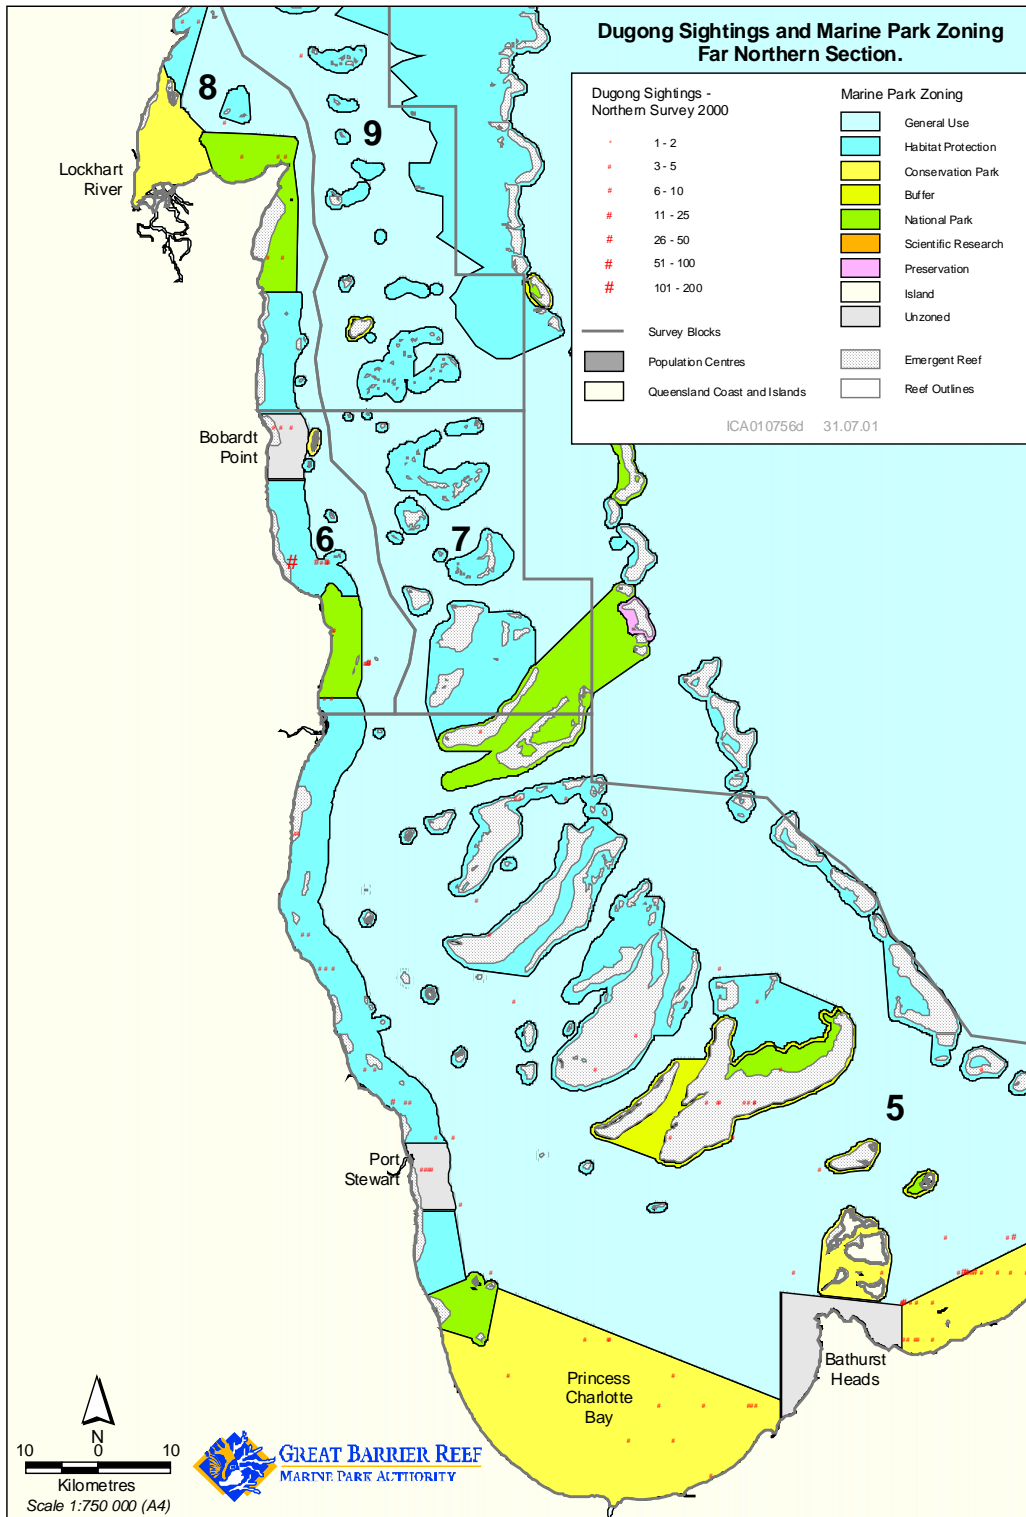 Dugong Sightings and Marine Park Zoning
Far Northern Section.
Dugong Sightings -
Northern Survey 2000
1 - 2
3 - 5
6 - 10
# 11 - 25
# 26 - 50
# 51 - 100
# 101 - 200
Survey Blocks
Population Centres
Queensland Coast and Islands
Marine Park Zoning
General Use
Habitat Protection
Conservation Park
Buffer
National Park
Scientific Research
Preservation
Island
Unzoned
Emergent Reef
Reef Outlines
ICA010756d 31.07.01
8
9
Lockhart
River
Bobardt
Point
6
7
5
Port
Stewart
Princess
Charlotte
Bay
Bathurst
Heads
N
10 0 10
Kilometres
Scale 1:750 000 (A4)
GREAT BARRIER REEF
MARINE PARK AUTHORITY